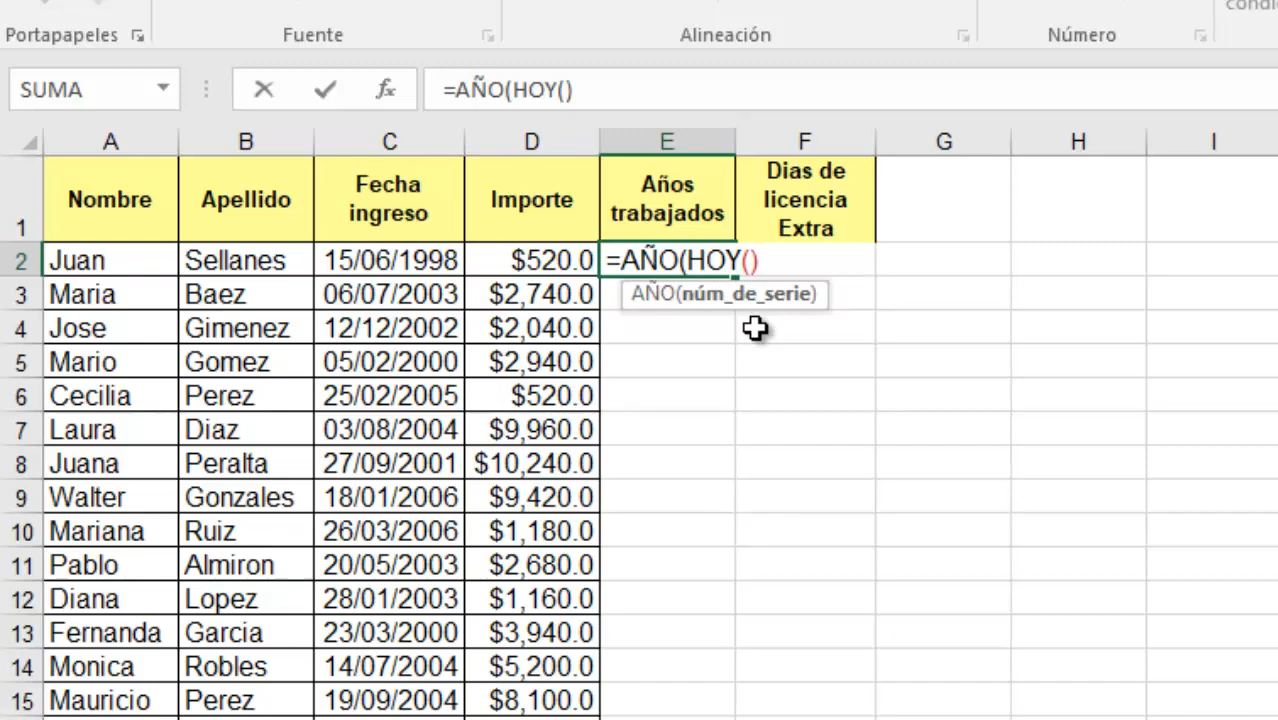 condi
Portapapeles Fuente Alineación Número
SUMA fx =AÑO(HOY()
A B C D E F G H I
1 Nombre Apellido Fecha ingreso Importe Años trabajados Dias de licencia Extra
2 Juan Sellanes 15/06/1998 $520.0 =AÑO(HOY()
AÑO(núm_de_serie)
3 Maria Baez 06/07/2003 $2,740.0
4 Jose Gimenez 12/12/2002 $2,040.0
5 Mario Gomez 05/02/2000 $2,940.0
6 Cecilia Perez 25/02/2005 $520.0
7 Laura Diaz 03/08/2004 $9,960.0
8 Juana Peralta 27/09/2001 $10,240.0
9 Walter Gonzales 18/01/2006 $9,420.0
10 Mariana Ruiz 26/03/2006 $1,180.0
11 Pablo Almiron 20/05/2003 $2,680.0
12 Diana Lopez 28/01/2003 $1,160.0
13 Fernanda Garcia 23/03/2000 $3,940.0
14 Monica Robles 14/07/2004 $5,200.0
15 Mauricio Perez 19/09/2004 $8,100.0